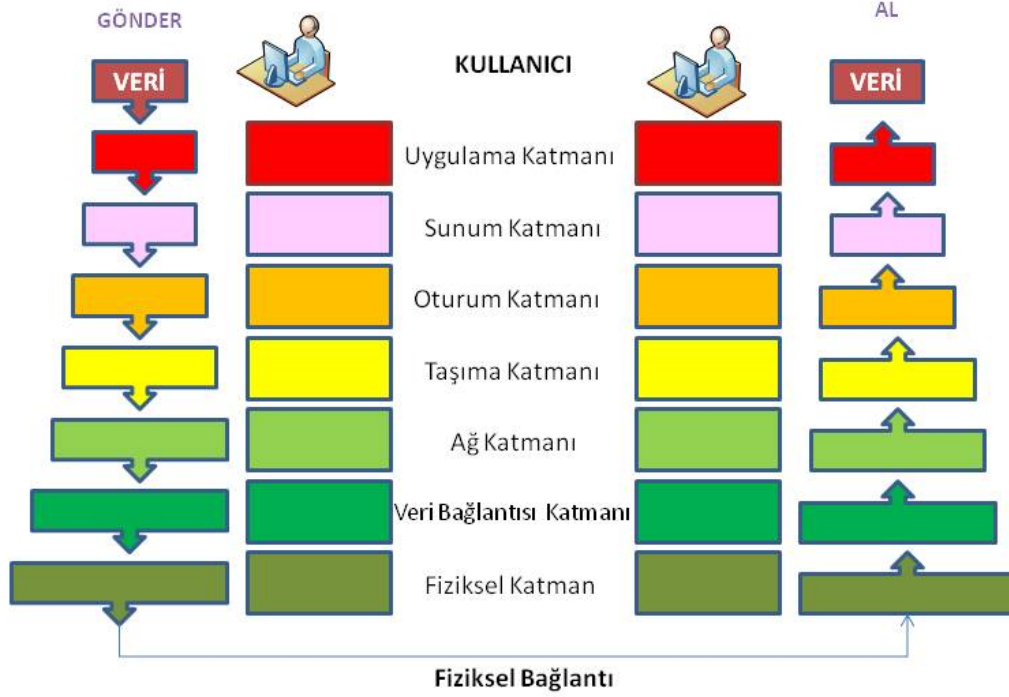 GÖNDER
AL
KULLANICI
VERİ
VERİ
Uygulama Katmanı
Sunum Katmanı
Oturum Katmanı
Taşıma Katmanı
Ağ Katmanı
Veri Bağlantısı Katmanı
Fiziksel Katman
Fiziksel Bağlantı